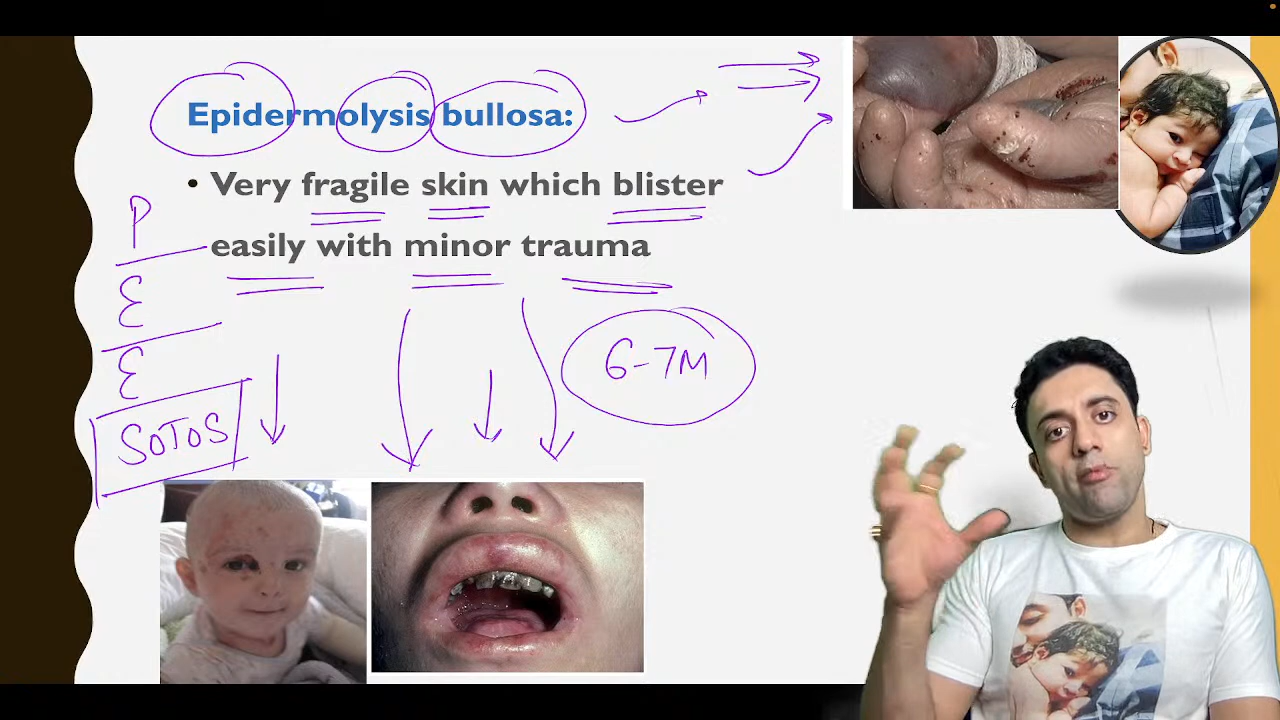 Epidermolysis bullosa:
• Very fragile skin which blister
easily with minor trauma
P
E
E
SOTOS
6-7M